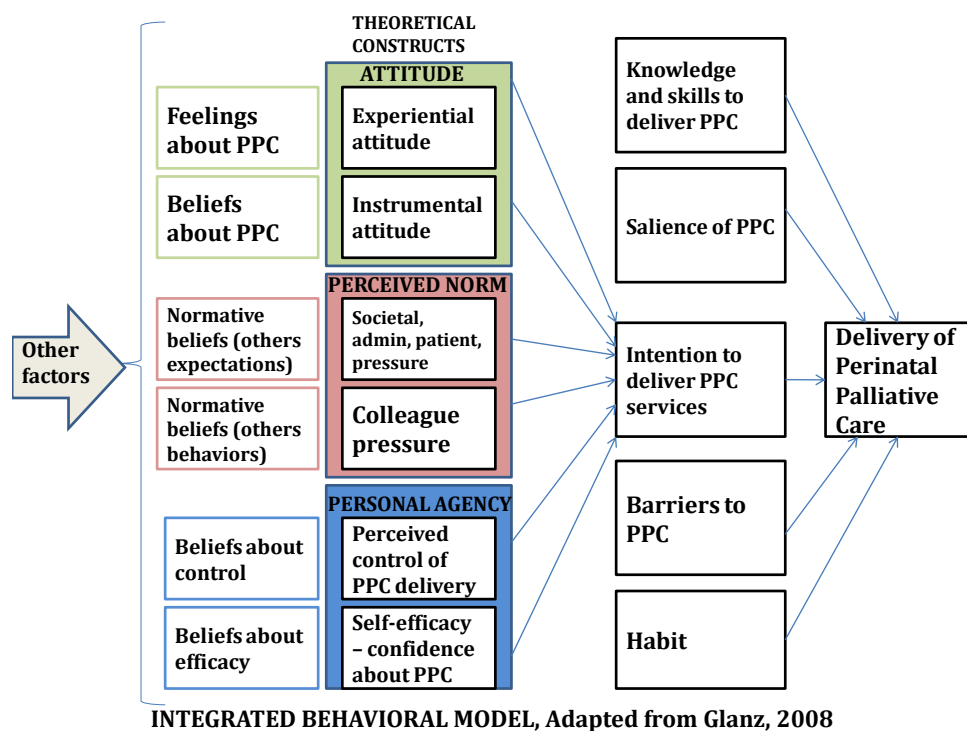 THEORETICAL
CONSTRUCTS
ATTITUDE
Feelings
about PPC
Experiential
attitude
Beliefs
about PPC
Instrumental
attitude
PERCEIVED NORM
Normative
beliefs (others
expectations)
Societal,
admin, patient,
pressure
Normative
beliefs (others
behaviors)
Colleague
pressure
PERSONAL AGENCY
Beliefs about
control
Perceived
control of
PPC delivery
Beliefs about
efficacy
Self-efficacy
– confidence
about PPC
Other
factors
Knowledge
and skills to
deliver PPC
Salience of PPC
Intention to
deliver PPC
services
Barriers to
PPC
Habit
Delivery of
Perinatal
Palliative
Care
INTEGRATED BEHAVIORAL MODEL, Adapted from Glanz, 2008